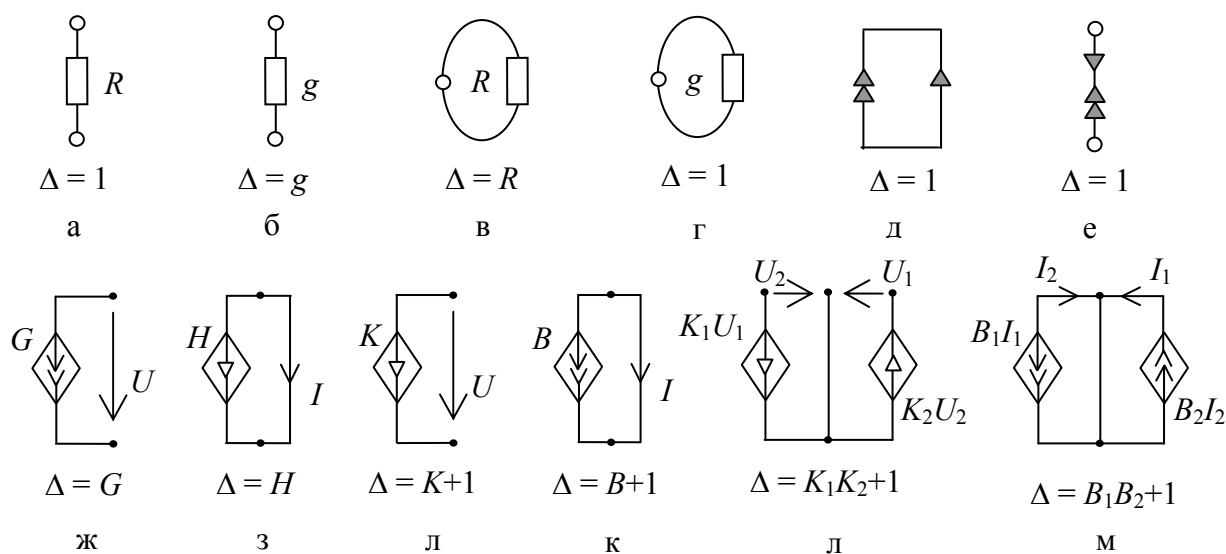 R g R g
Δ = 1 Δ = g Δ = R Δ = 1 Δ = 1 Δ = 1
а б в г д е
U₂ U₁ I₂ I₁
G H K B K₁U₁ B₁I₁
U I U I K₂U₂ B₂I₂
Δ = G Δ = H Δ = K+1 Δ = B+1 Δ = K₁K₂+1 Δ = B₁B₂+1
ж з л к л м